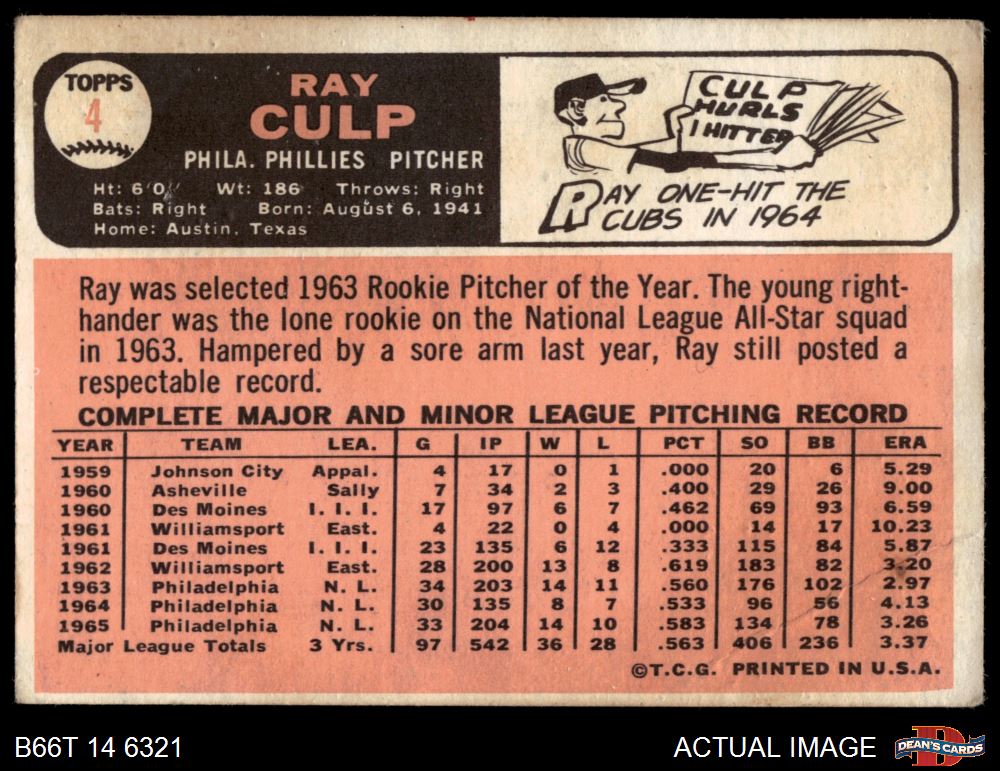 TOPPS
4
RAY
CULP
PHILA. PHILLIES PITCHER
Ht: 6'0" Wt: 186 Throws: Right
Bats: Right Born: August 6, 1941
Home: Austin, Texas
CULP
HURLS
1 HITTER
RAY ONE-HIT THE
CUBS IN 1964
Ray was selected 1963 Rookie Pitcher of the Year. The young right-
hander was the lone rookie on the National League All-Star squad
in 1963. Hampered by a sore arm last year, Ray still posted a
respectable record.
COMPLETE MAJOR AND MINOR LEAGUE PITCHING RECORD
YEAR TEAM LEA. G IP W L PCT SO BB ERA
1959 Johnson City Appal. 4 17 0 1 .000 20 6 5.29
1960 Asheville Sally 7 34 2 3 .400 29 26 9.00
1960 Des Moines I. I. I. 17 97 6 7 .462 69 93 6.59
1961 Williamsport East. 4 22 0 4 .000 14 17 10.23
1961 Des Moines I. I. I. 23 135 6 12 .333 115 84 5.87
1962 Williamsport East. 28 200 13 8 .619 183 82 3.20
1963 Philadelphia N. L. 34 203 14 11 .560 176 102 2.97
1964 Philadelphia N. L. 30 135 8 7 .533 96 56 4.13
1965 Philadelphia N. L. 33 204 14 10 .583 134 78 3.26
Major League Totals 3 Yrs. 97 542 36 28 .563 406 236 3.37
©T.C.G. PRINTED IN U.S.A.
B66T 14 6321 ACTUAL IMAGE DEAN'S CARDS